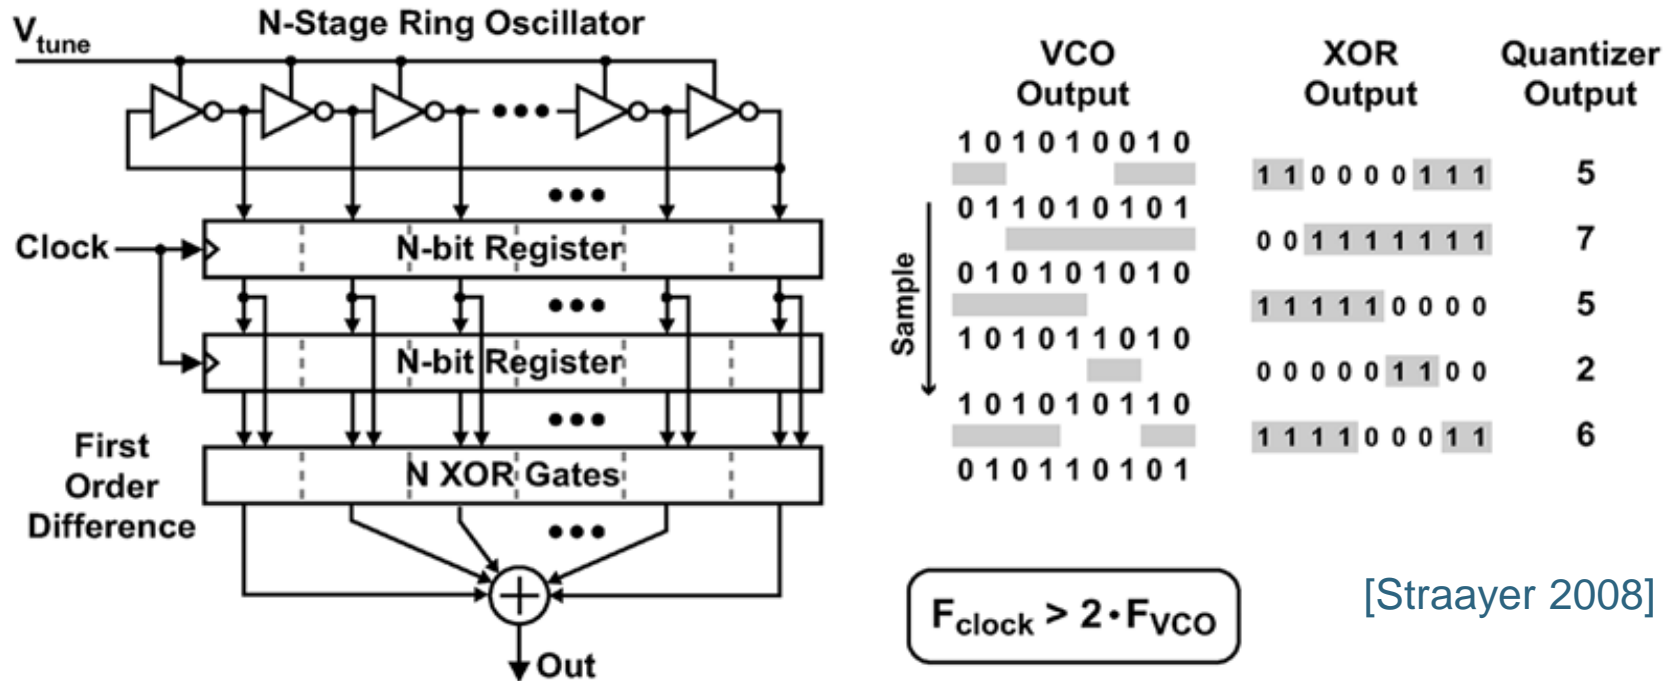 N-Stage Ring Oscillator
Vtune
Clock
N-bit Register
N-bit Register
First
Order
Difference
N XOR Gates
Out
VCO
Output
XOR
Output
Quantizer
Output
Sample
1 0 1 0 1 0 0 1 0
1 1 0 0 0 0 1 1 1 5
0 1 1 0 1 0 1 0 1
0 0 1 1 1 1 1 1 1 7
0 1 0 1 0 1 0 1 0
1 1 1 1 1 0 0 0 0 5
1 0 1 0 1 1 0 1 0
0 0 0 0 0 1 1 0 0 2
1 0 1 0 1 0 1 1 0
1 1 1 1 0 0 0 1 1 6
0 1 0 1 1 0 1 0 1
Fclock > 2 • FVCO
[Straayer 2008]